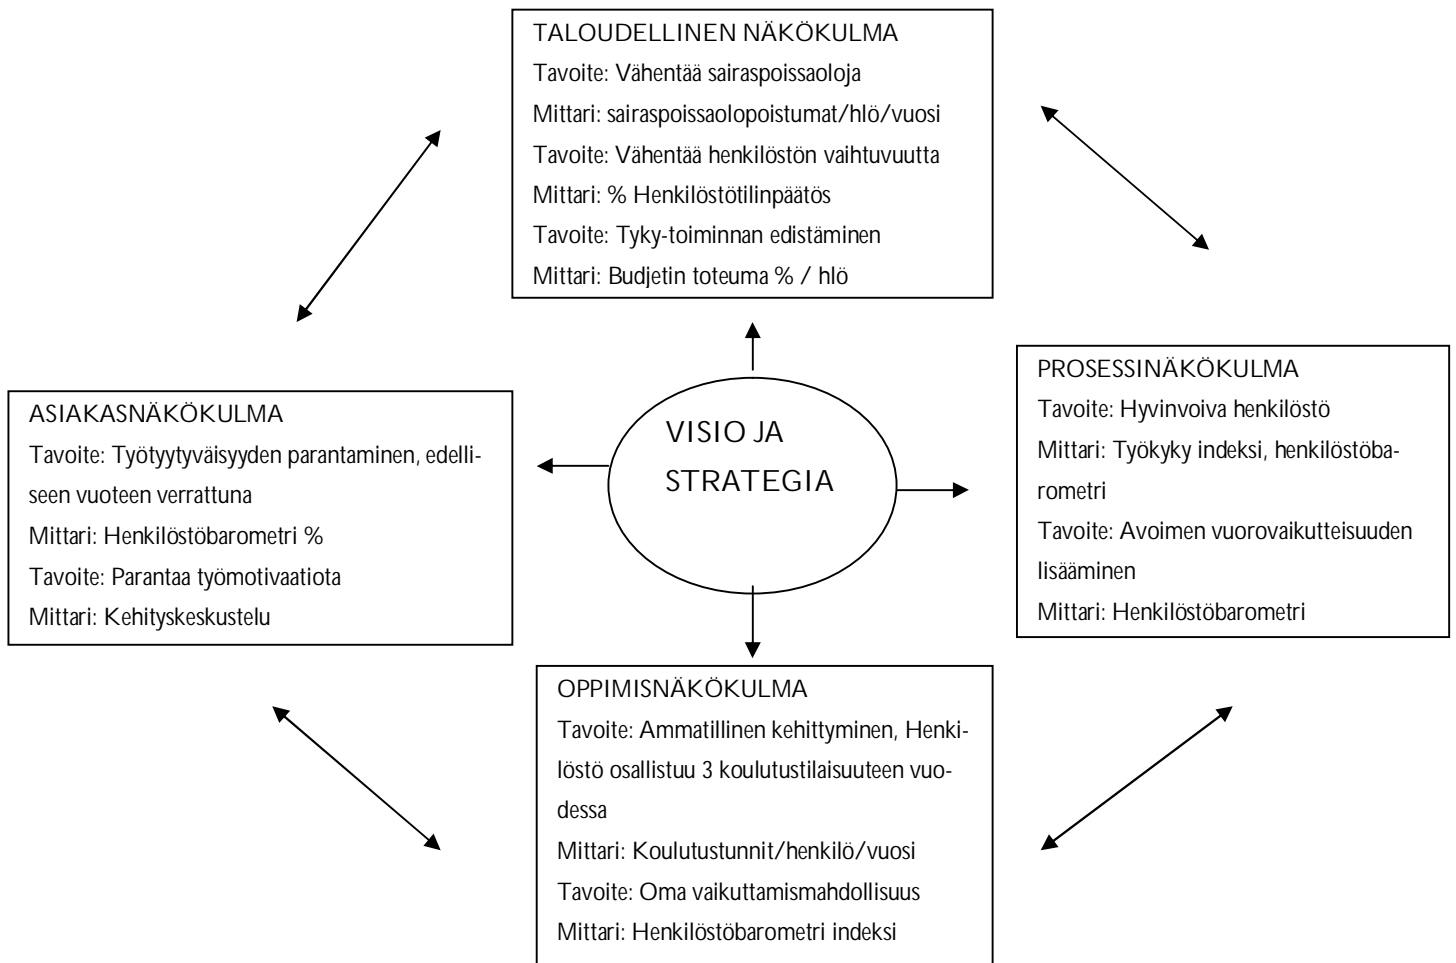 TALOUDELLINEN NÄKÖKULMA
Tavoite: Vähentää sairaspoissaoloja
Mittari: sairaspoissaolopoistumat/hlö/vuosi
Tavoite: Vähentää henkilöstön vaihtuvuutta
Mittari: % Henkilöstötilinpäätös
Tavoite: Tyky-toiminnan edistäminen
Mittari: Budjetin toteuma % / hlö
ASIAKASNÄKÖKULMA
Tavoite: Työtyytyväisyyden parantaminen, edelli-
seen vuoteen verrattuna
Mittari: Henkilöstöbarometri %
Tavoite: Parantaa työmotivaatiota
Mittari: Kehityskeskustelu
VISIO JA
STRATEGIA
PROSESSINÄKÖKULMA
Tavoite: Hyvinvoiva henkilöstö
Mittari: Työkyky indeksi, henkilöstöba-
rometri
Tavoite: Avoimen vuorovaikutteisuuden
lisääminen
Mittari: Henkilöstöbarometri
OPPIMISNÄKÖKULMA
Tavoite: Ammatillinen kehittyminen, Henki-
löstö osallistuu 3 koulutustilaisuuteen vuo-
dessa
Mittari: Koulutustunnit/henkilö/vuosi
Tavoite: Oma vaikuttamismahdollisuus
Mittari: Henkilöstöbarometri indeksi